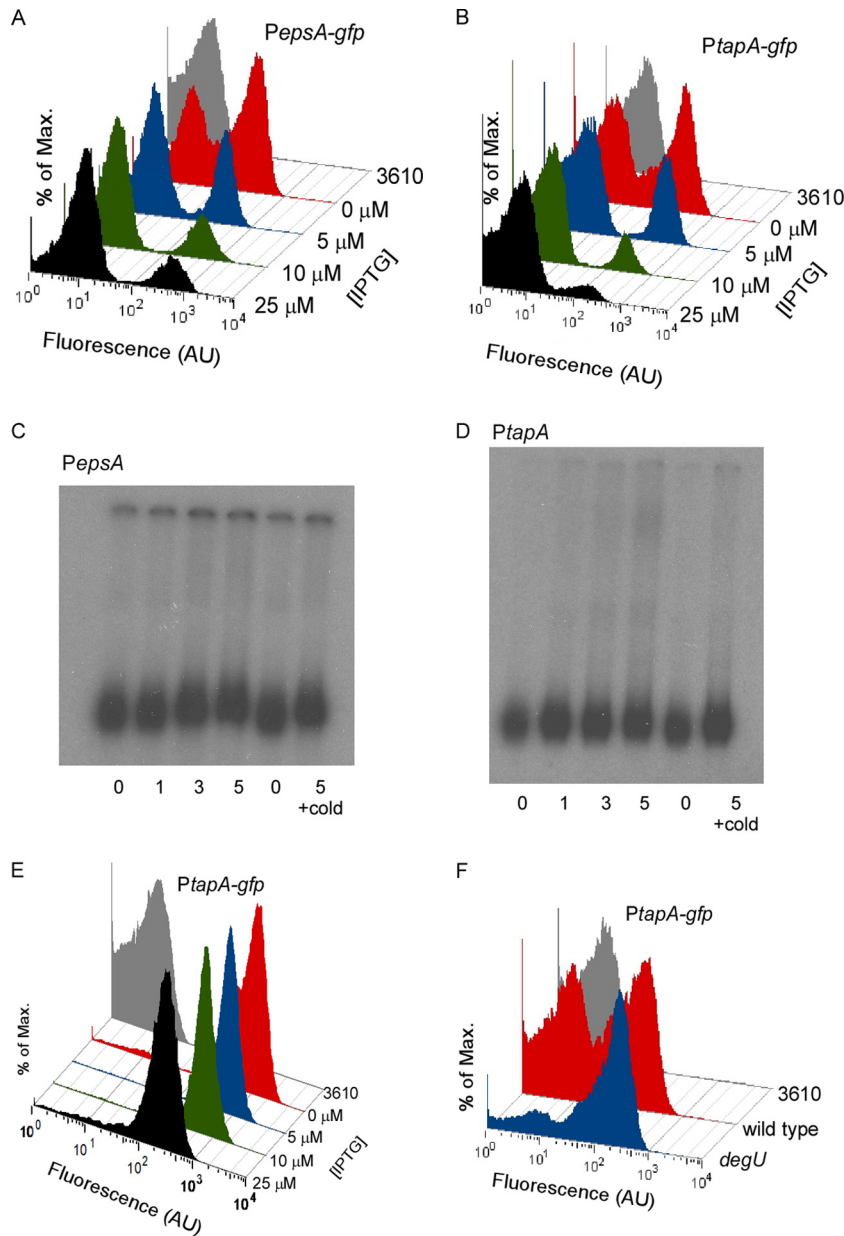 A
PepsA-gfp
% of Max.
3610
0 μM
5 μM
10 μM
25 μM
[IPTG]
10^0 10^1 10^2 10^3 10^4
Fluorescence (AU)
B
PtapA-gfp
% of Max.
3610
0 μM
5 μM
10 μM
25 μM
[IPTG]
10^0 10^1 10^2 10^3 10^4
Fluorescence (AU)
C
PepsA
0 1 3 5 0 5
+cold
D
PtapA
0 1 3 5 0 5
+cold
E
PtapA-gfp
% of Max.
3610
0 μM
5 μM
10 μM
25 μM
[IPTG]
10^0 10^1 10^2 10^3 10^4
Fluorescence (AU)
F
PtapA-gfp
% of Max.
3610
wild type
degU
10^0 10^1 10^2 10^3 10^4
Fluorescence (AU)